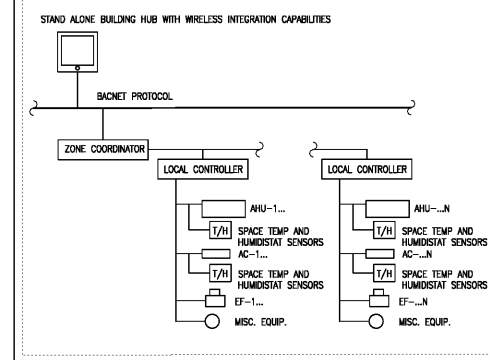 STAND ALONE BUILDING HUB WITH WIRELESS INTEGRATION CAPABILITIES
BACNET PROTOCOL
ZONE COORDINATOR
LOCAL CONTROLLER
AHU-1...
T/H SPACE TEMP AND
HUMIDISTAT SENSORS
AC-1...
T/H SPACE TEMP AND
HUMIDISTAT SENSORS
EF-1...
MISC. EQUIP.
LOCAL CONTROLLER
AHU-...N
T/H SPACE TEMP AND
HUMIDISTAT SENSORS
AC-...N
T/H SPACE TEMP AND
HUMIDISTAT SENSORS
EF-...N
MISC. EQUIP.